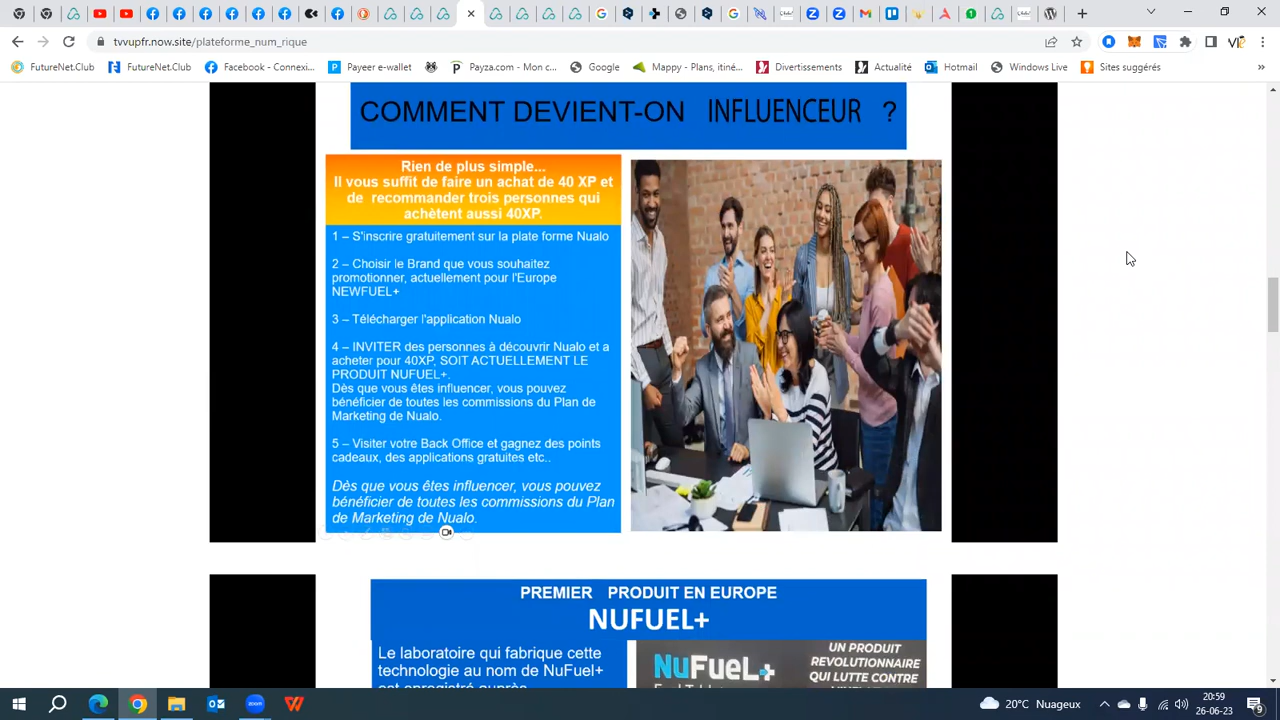 tvvupfr.now.site/plateforme_num_rique
FutureNet.Club
FutureNet.Club
Facebook - Connexi...
Payeer e-wallet
Payza.com - Mon c...
Google
Mappy - Plans, itiné...
Divertissements
Actualité
Hotmail
Windows Live
Sites suggérés
»
COMMENT DEVIENT-ON INFLUENCEUR ?
Rien de plus simple...
Il vous suffit de faire un achat de 40 XP et
de recommander trois personnes qui
achètent aussi 40XP.
1 – S'inscrire gratuitement sur la plate forme Nualo
2 – Choisir le Brand que vous souhaitez
promotionner, actuellement pour l'Europe
NEWFUEL+
3 – Télécharger l'application Nualo
4 – INVITER des personnes à découvrir Nualo et a
acheter pour 40XP, SOIT ACTUELLEMENT LE
PRODUIT NUFUEL+.
Dès que vous êtes influencer, vous pouvez
bénéficier de toutes les commissions du Plan de
Marketing de Nualo.
5 – Visiter votre Back Office et gagnez des points
cadeaux, des applications gratuites etc..
Dès que vous êtes influencer, vous pouvez
bénéficier de toutes les commissions du Plan
de Marketing de Nualo.
PREMIER PRODUIT EN EUROPE
NUFUEL+
Le laboratoire qui fabrique cette
technologie au nom de NuFuel+
est enregistré auprès
NuFueL+
UN PRODUIT
REVOLUTIONNAIRE
QUI LUTTE CONTRE
20°C Nuageux
20:59
26-06-23